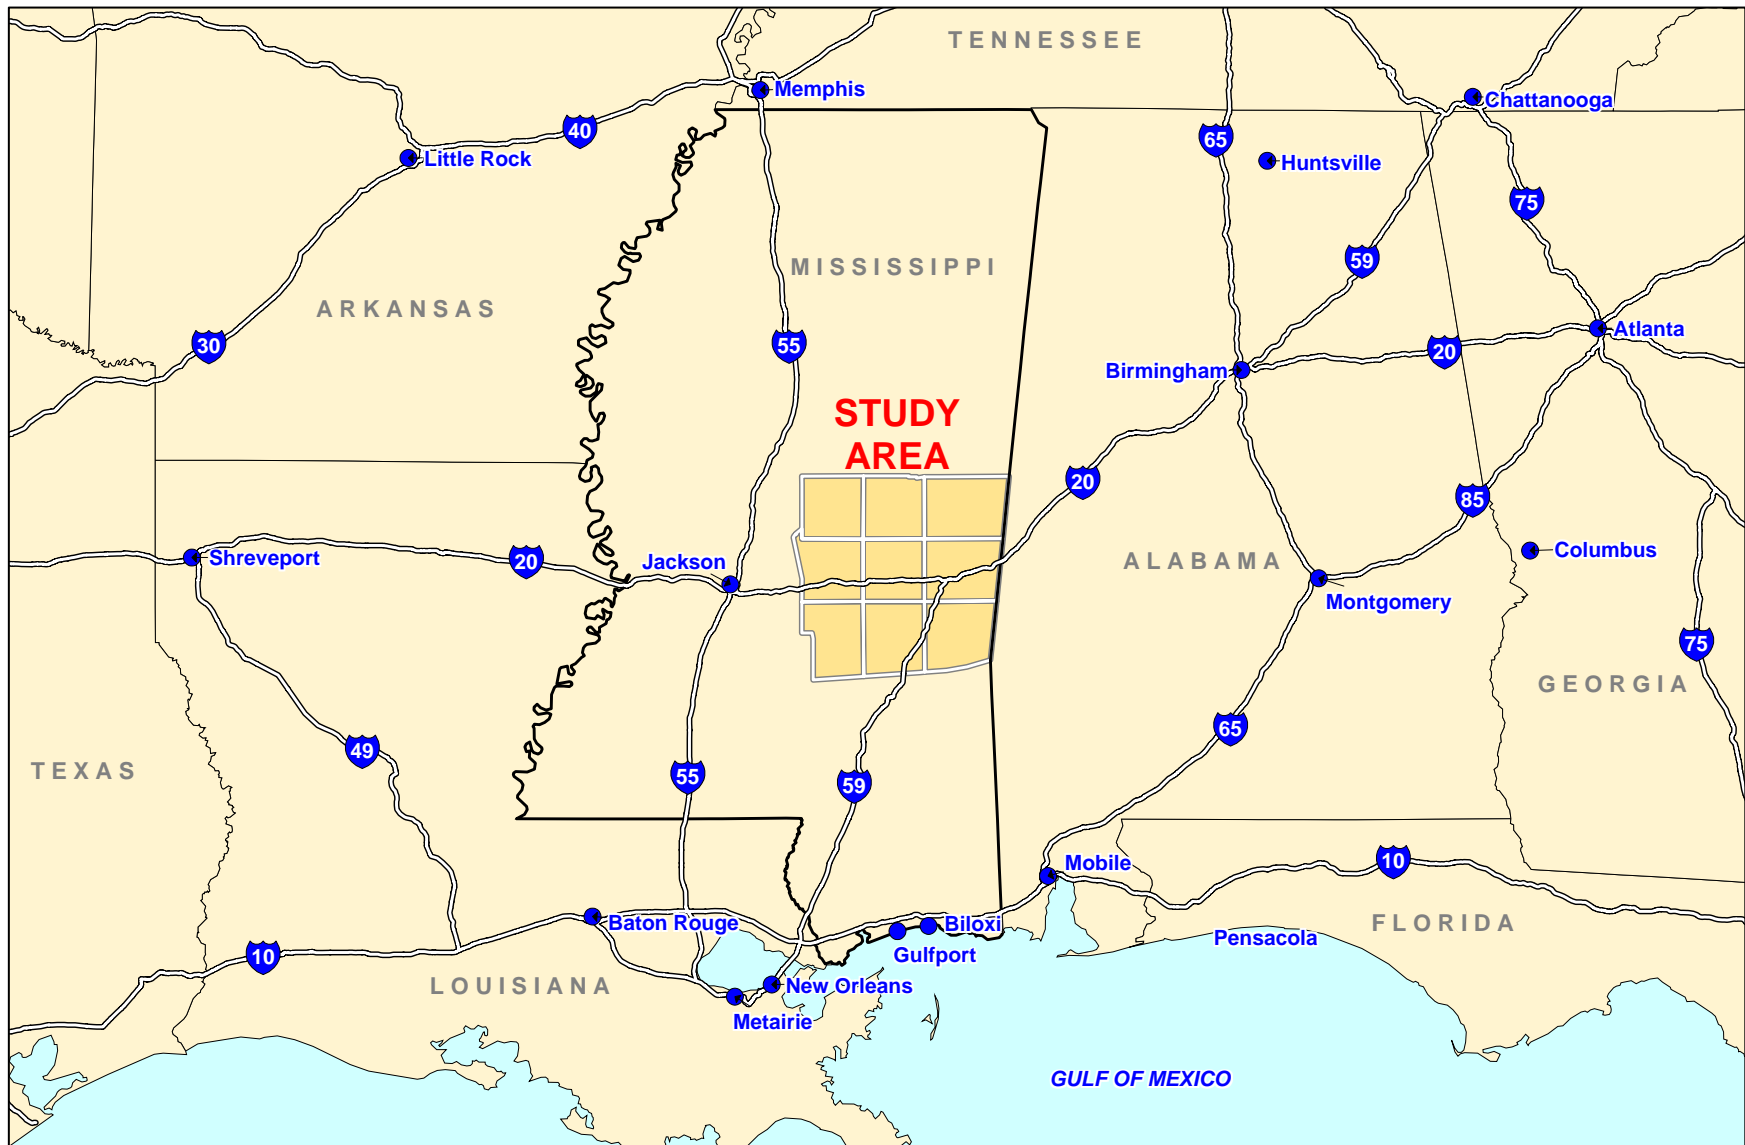 TENNESSEE
Memphis
Chattanooga
40
65
Little Rock
Huntsville
75
59
MISSISSIPPI
ARKANSAS
30
55
20
Atlanta
Birmingham
STUDY
AREA
20
85
Shreveport
20
Jackson
ALABAMA
Columbus
Montgomery
75
GEORGIA
65
49
TEXAS
55
59
Mobile
10
Baton Rouge
Biloxi
FLORIDA
Pensacola
Gulfport
10
LOUISIANA
New Orleans
Metairie
GULF OF MEXICO